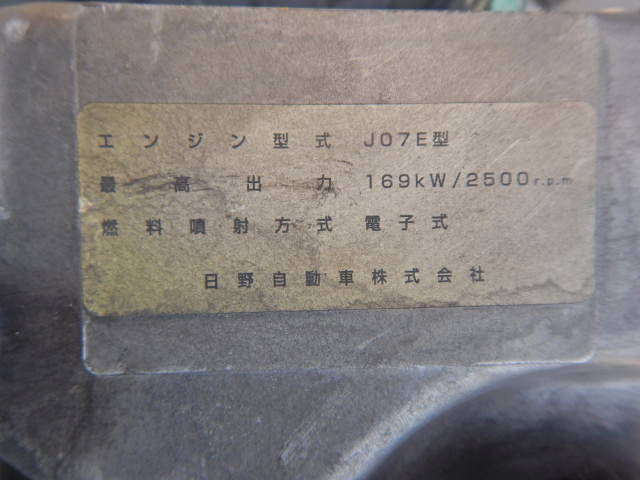 エンジン型式 J07E型
最高出力 169kW/2500r.p.m
燃料噴射方式 電子式
日野自動車株式会社